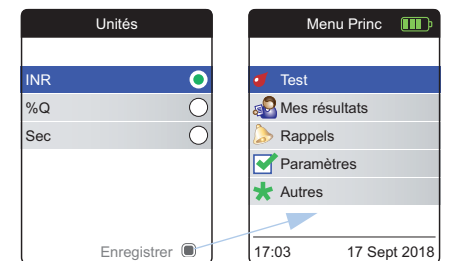 Unités
INR
%Q
Sec
Enregistrer
Menu Princ
Test
Mes résultats
Rappels
Paramètres
Autres
17:03 17 Sept 2018